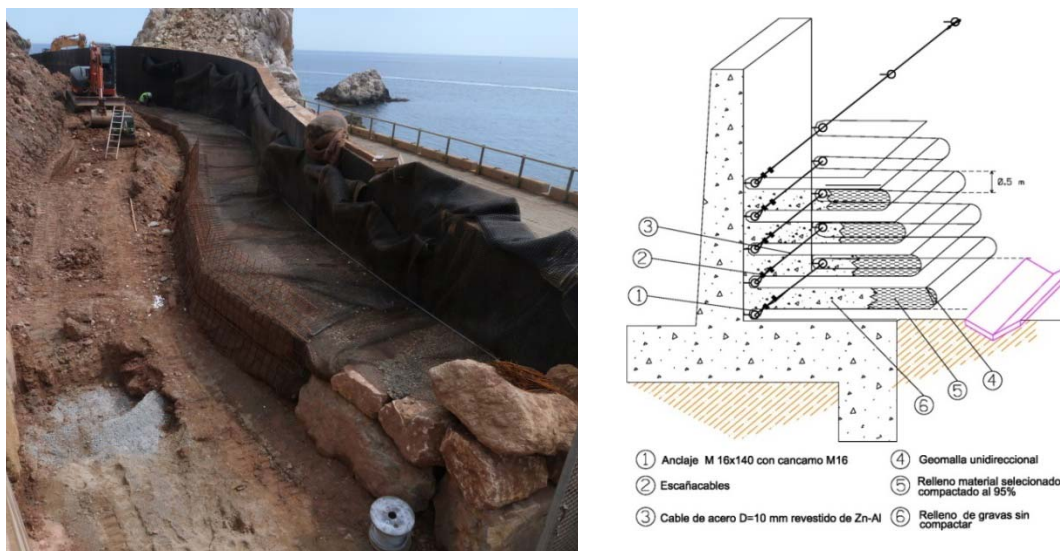 0.5 m
3
2
1
6
5
4
1 Anclaje M 16x140 con cancamo M16
2 Escañacables
3 Cable de acero D=10 mm revestido de Zn-Al
4 Geomalla unidireccional
5 Relleno material selecionado
compactado al 95%
6 Relleno de gravas sin
compactar